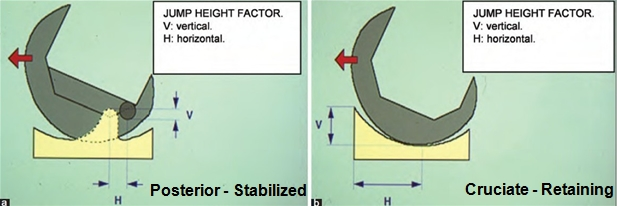 JUMP HEIGHT FACTOR.
V: vertical.
H: horizontal.
V
H
Posterior - Stabilized
a
JUMP HEIGHT FACTOR.
V: vertical.
H: horizontal.
V
H
Cruciate - Retaining
b